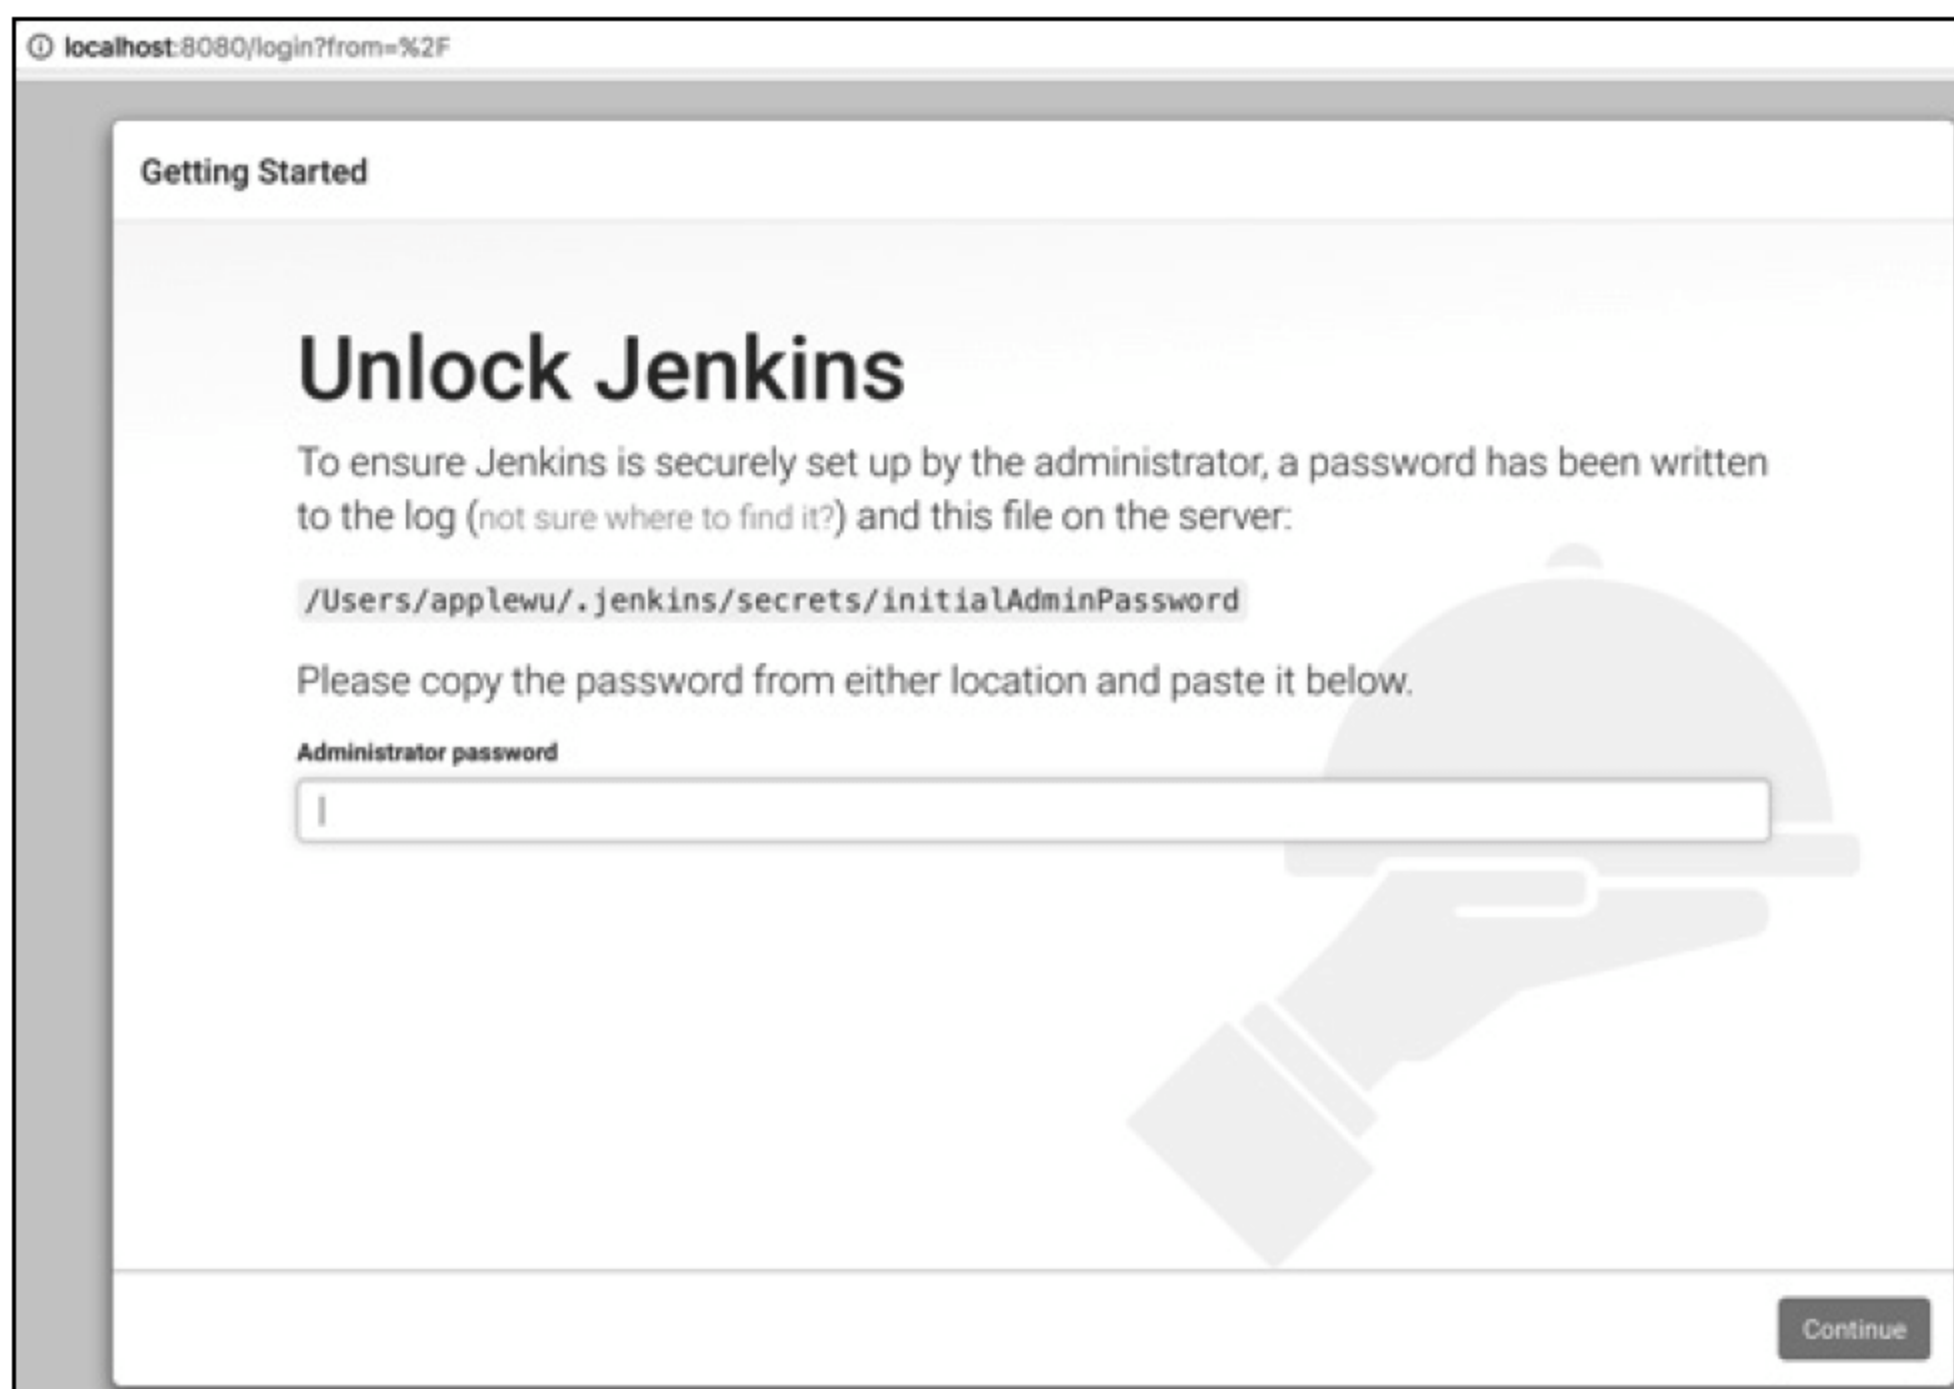 localhost:8080/login?from=%2F
Getting Started
Unlock Jenkins
To ensure Jenkins is securely set up by the administrator, a password has been written
to the log (not sure where to find it?) and this file on the server:
/Users/applewu/.jenkins/secrets/initialAdminPassword
Please copy the password from either location and paste it below.
Administrator password
Continue